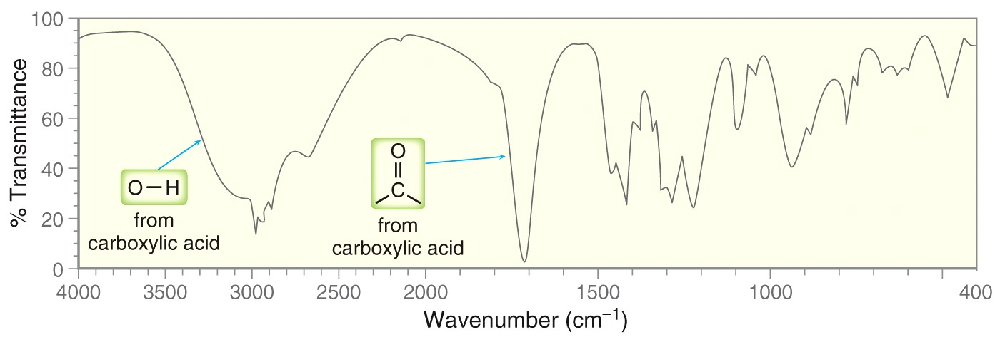 100
80
60
40
20
0
% Transmittance
O–H
from
carboxylic acid
O
C
from
carboxylic acid
4000 3500 3000 2500 2000 1500 1000 400
Wavenumber (cm⁻¹)